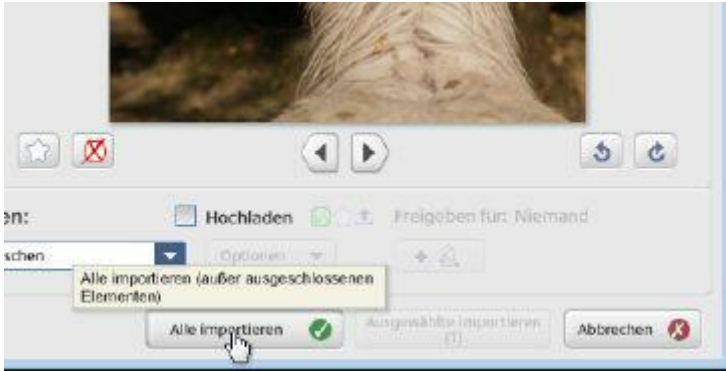 en:
Hochladen
Freigeben für: Niemand
schen
Optionen
Alle importieren (außer ausgeschlossenen
Elementen)
Alle importieren
Ausgewählte importieren
(1)
Abbrechen